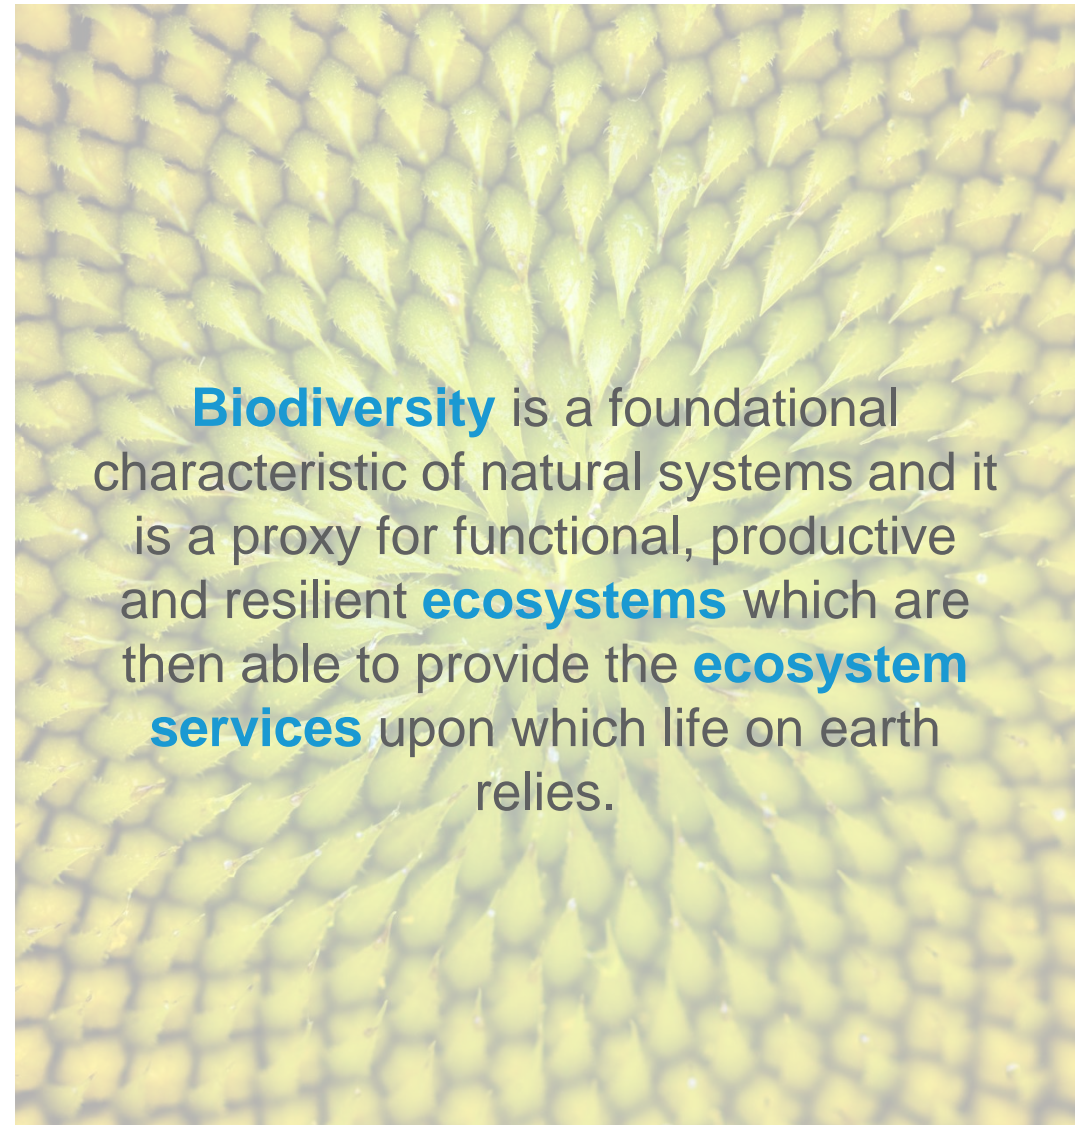 Biodiversity is a foundational
characteristic of natural systems and it
is a proxy for functional, productive
and resilient ecosystems which are
then able to provide the ecosystem
services upon which life on earth
relies.